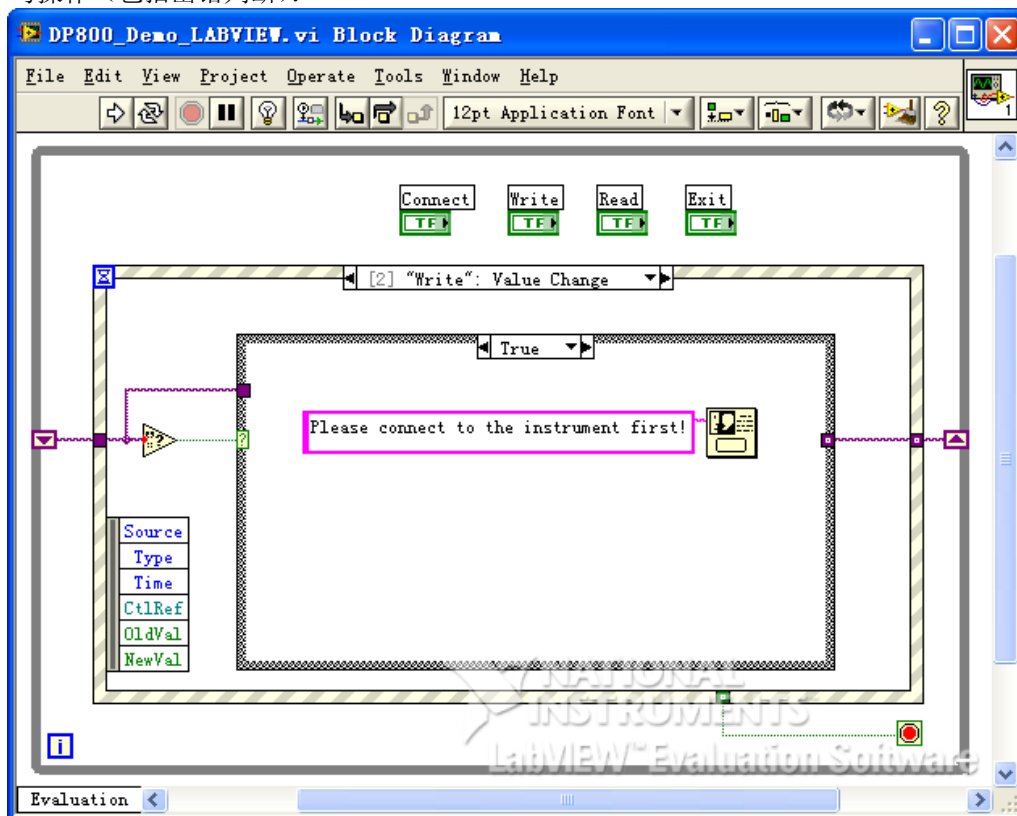 DP800_Demo_LABVIEW.vi Block Diagram
File Edit View Project Operate Tools Window Help
12pt Application Font
1
Connect Write Read Exit
TF TF TF TF
[2] "Write": Value Change
True
Please connect to the instrument first!
?
?
Source
Type
Time
CtlRef
OldVal
NewVal
i
NATIONAL
INSTRUMENTS
LabVIEW™ Evaluation Software
Evaluation